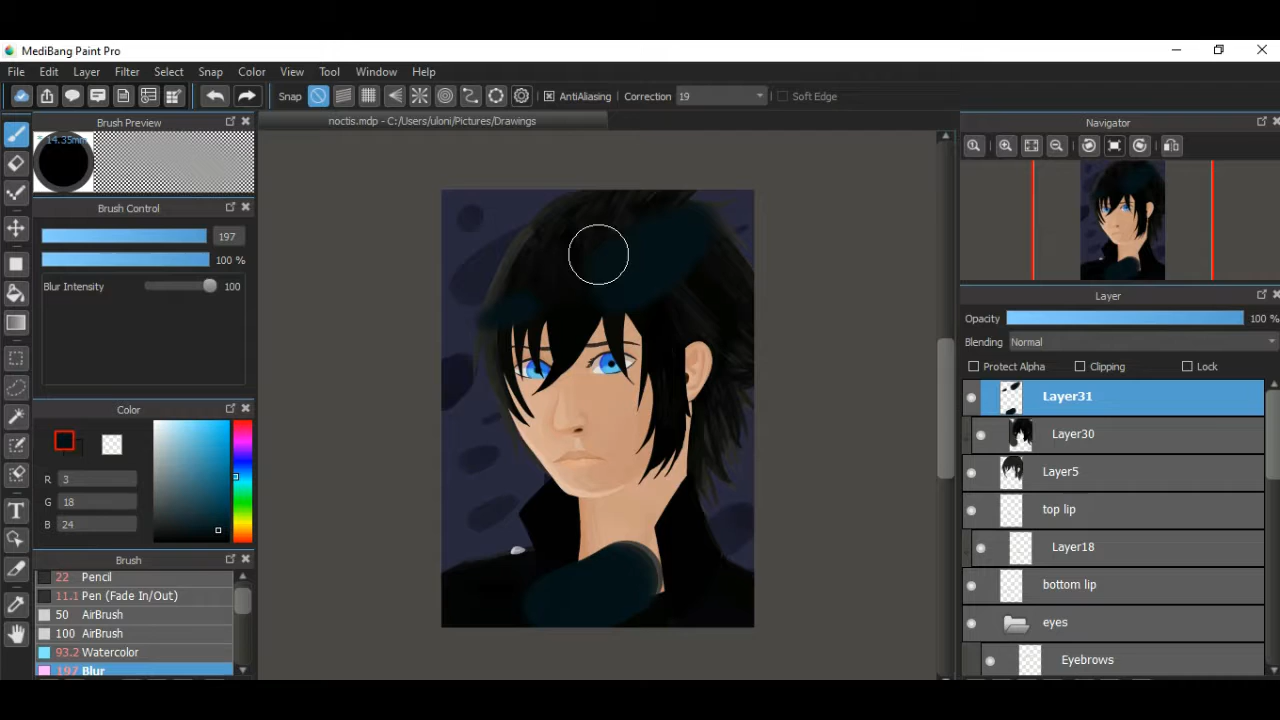 MediBang Paint Pro
File Edit Layer Filter Select Snap Color View Tool Window Help
Snap AntiAliasing Correction 19 Soft Edge
Brush Preview noctis.mdp - C:/Users/uloni/Pictures/Drawings Navigator
14.35mm
Brush Control
197
100 %
Blur Intensity 100
Layer
Opacity 100 %
Blending Normal
Protect Alpha Clipping Lock
Color
R 3
G 18
B 24
Layer31
Layer30
Layer5
top lip
Layer18
bottom lip
eyes
Eyebrows
Brush
22 Pencil
11.1 Pen (Fade In/Out)
50 AirBrush
100 AirBrush
93.2 Watercolor
197 Blur